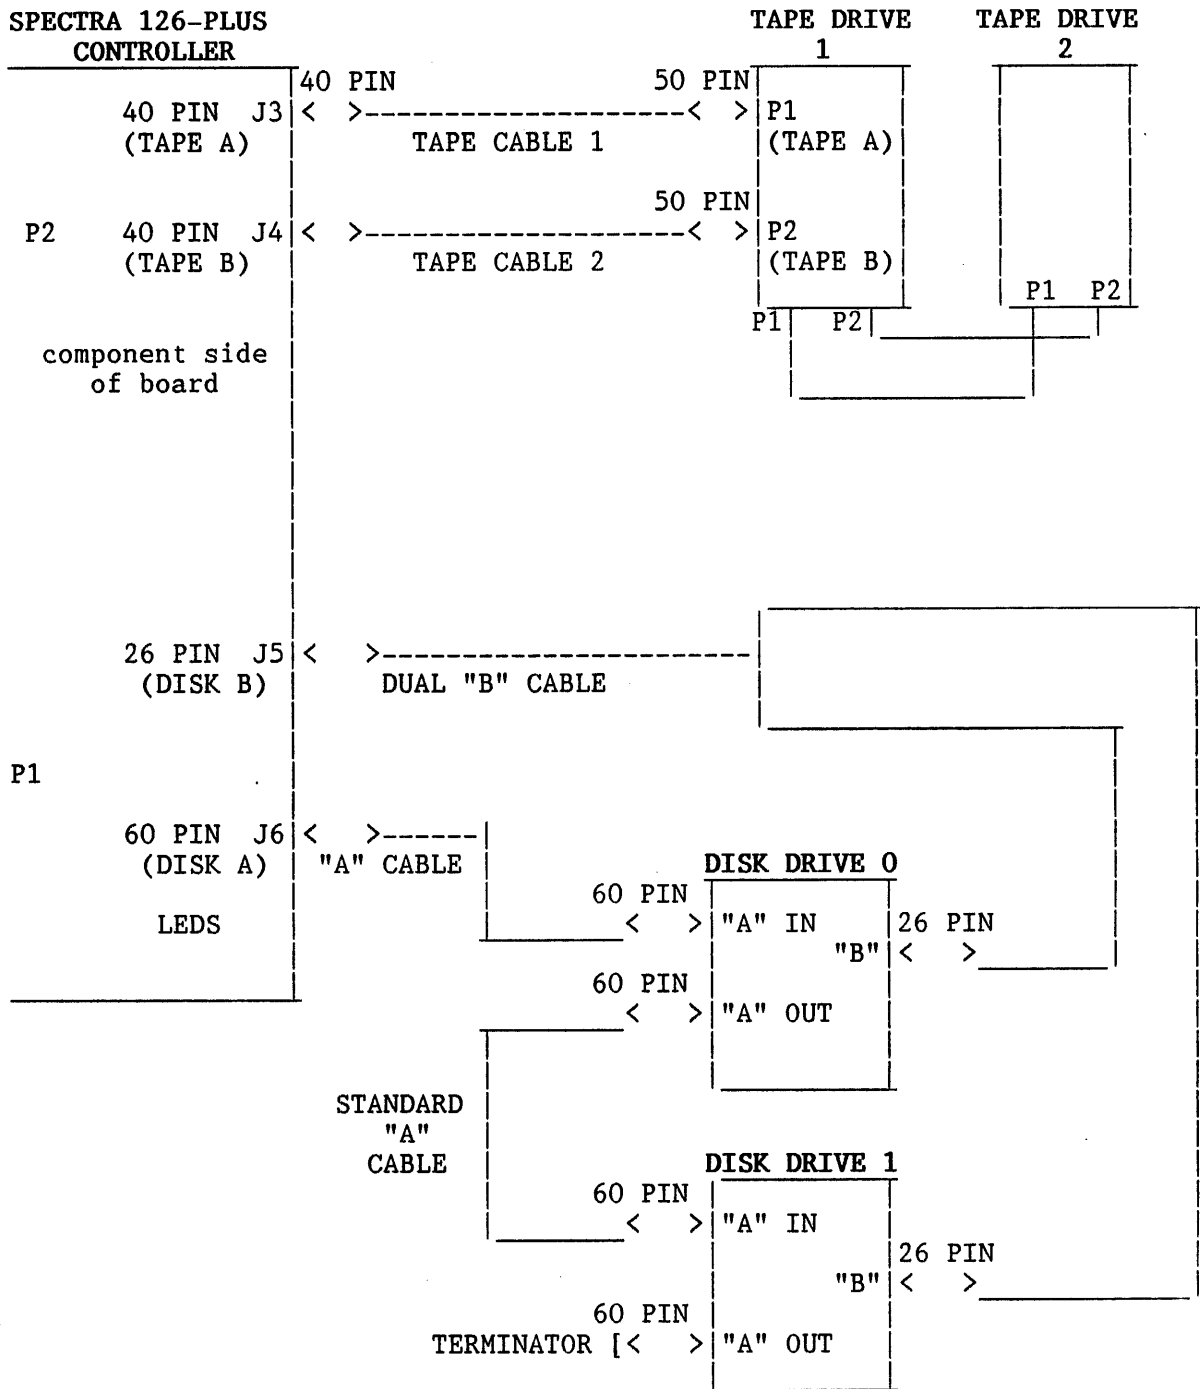 SPECTRA 126-PLUS
CONTROLLER
TAPE DRIVE
1
TAPE DRIVE
2
40 PIN
50 PIN
40 PIN J3 < >--------------------< > P1
(TAPE A) TAPE CABLE 1 (TAPE A)
50 PIN
P2 40 PIN J4 < >--------------------< > P2
(TAPE B) TAPE CABLE 2 (TAPE B)
P1 P2
P1 P2
component side
of board
26 PIN J5 < >-----------------------
(DISK B) DUAL "B" CABLE
P1
60 PIN J6 < >------
(DISK A) "A" CABLE
LEDS
DISK DRIVE 0
60 PIN
< > "A" IN
26 PIN
"B" < >
60 PIN
< > "A" OUT
STANDARD
"A"
CABLE
DISK DRIVE 1
60 PIN
< > "A" IN
26 PIN
"B" < >
60 PIN
TERMINATOR [< > "A" OUT